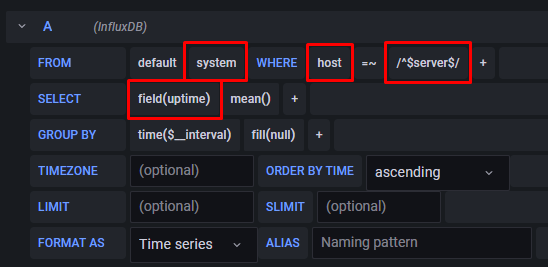 A (InfluxDB)
FROM default system WHERE host =~ /^$server$/ +
SELECT field(uptime) mean() +
GROUP BY time($__interval) fill(null) +
TIMEZONE (optional) ORDER BY TIME ascending
LIMIT (optional) SLIMIT (optional)
FORMAT AS Time series ALIAS Naming pattern